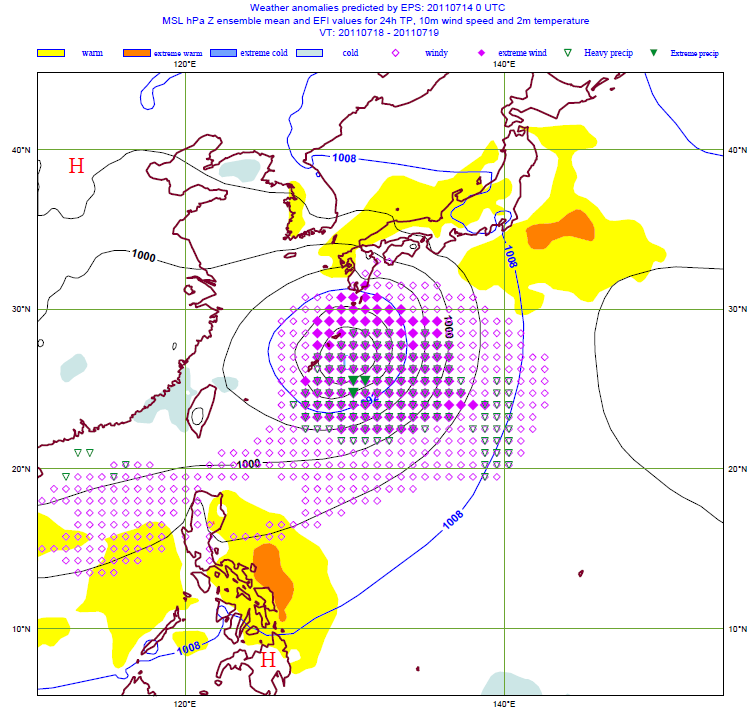 Weather anomalies predicted by EPS: 20110714 0 UTC
MSL hPa Z ensemble mean and EFI values for 24h TP, 10m wind speed and 2m temperature
VT: 20110718 - 20110719
warm extreme warm extreme cold cold windy extreme wind Heavy precip Extreme precip
120°E 140°E
40°N 1008 40°N
H
1000 1008
30°N 30°N
1000
20°N 1000 20°N
1008
10°N 10°N
1008
H
120°E 140°E